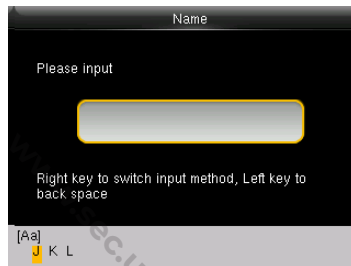 Name
Please input
Right key to switch input method, Left key to
back space
[Aa]
J K L